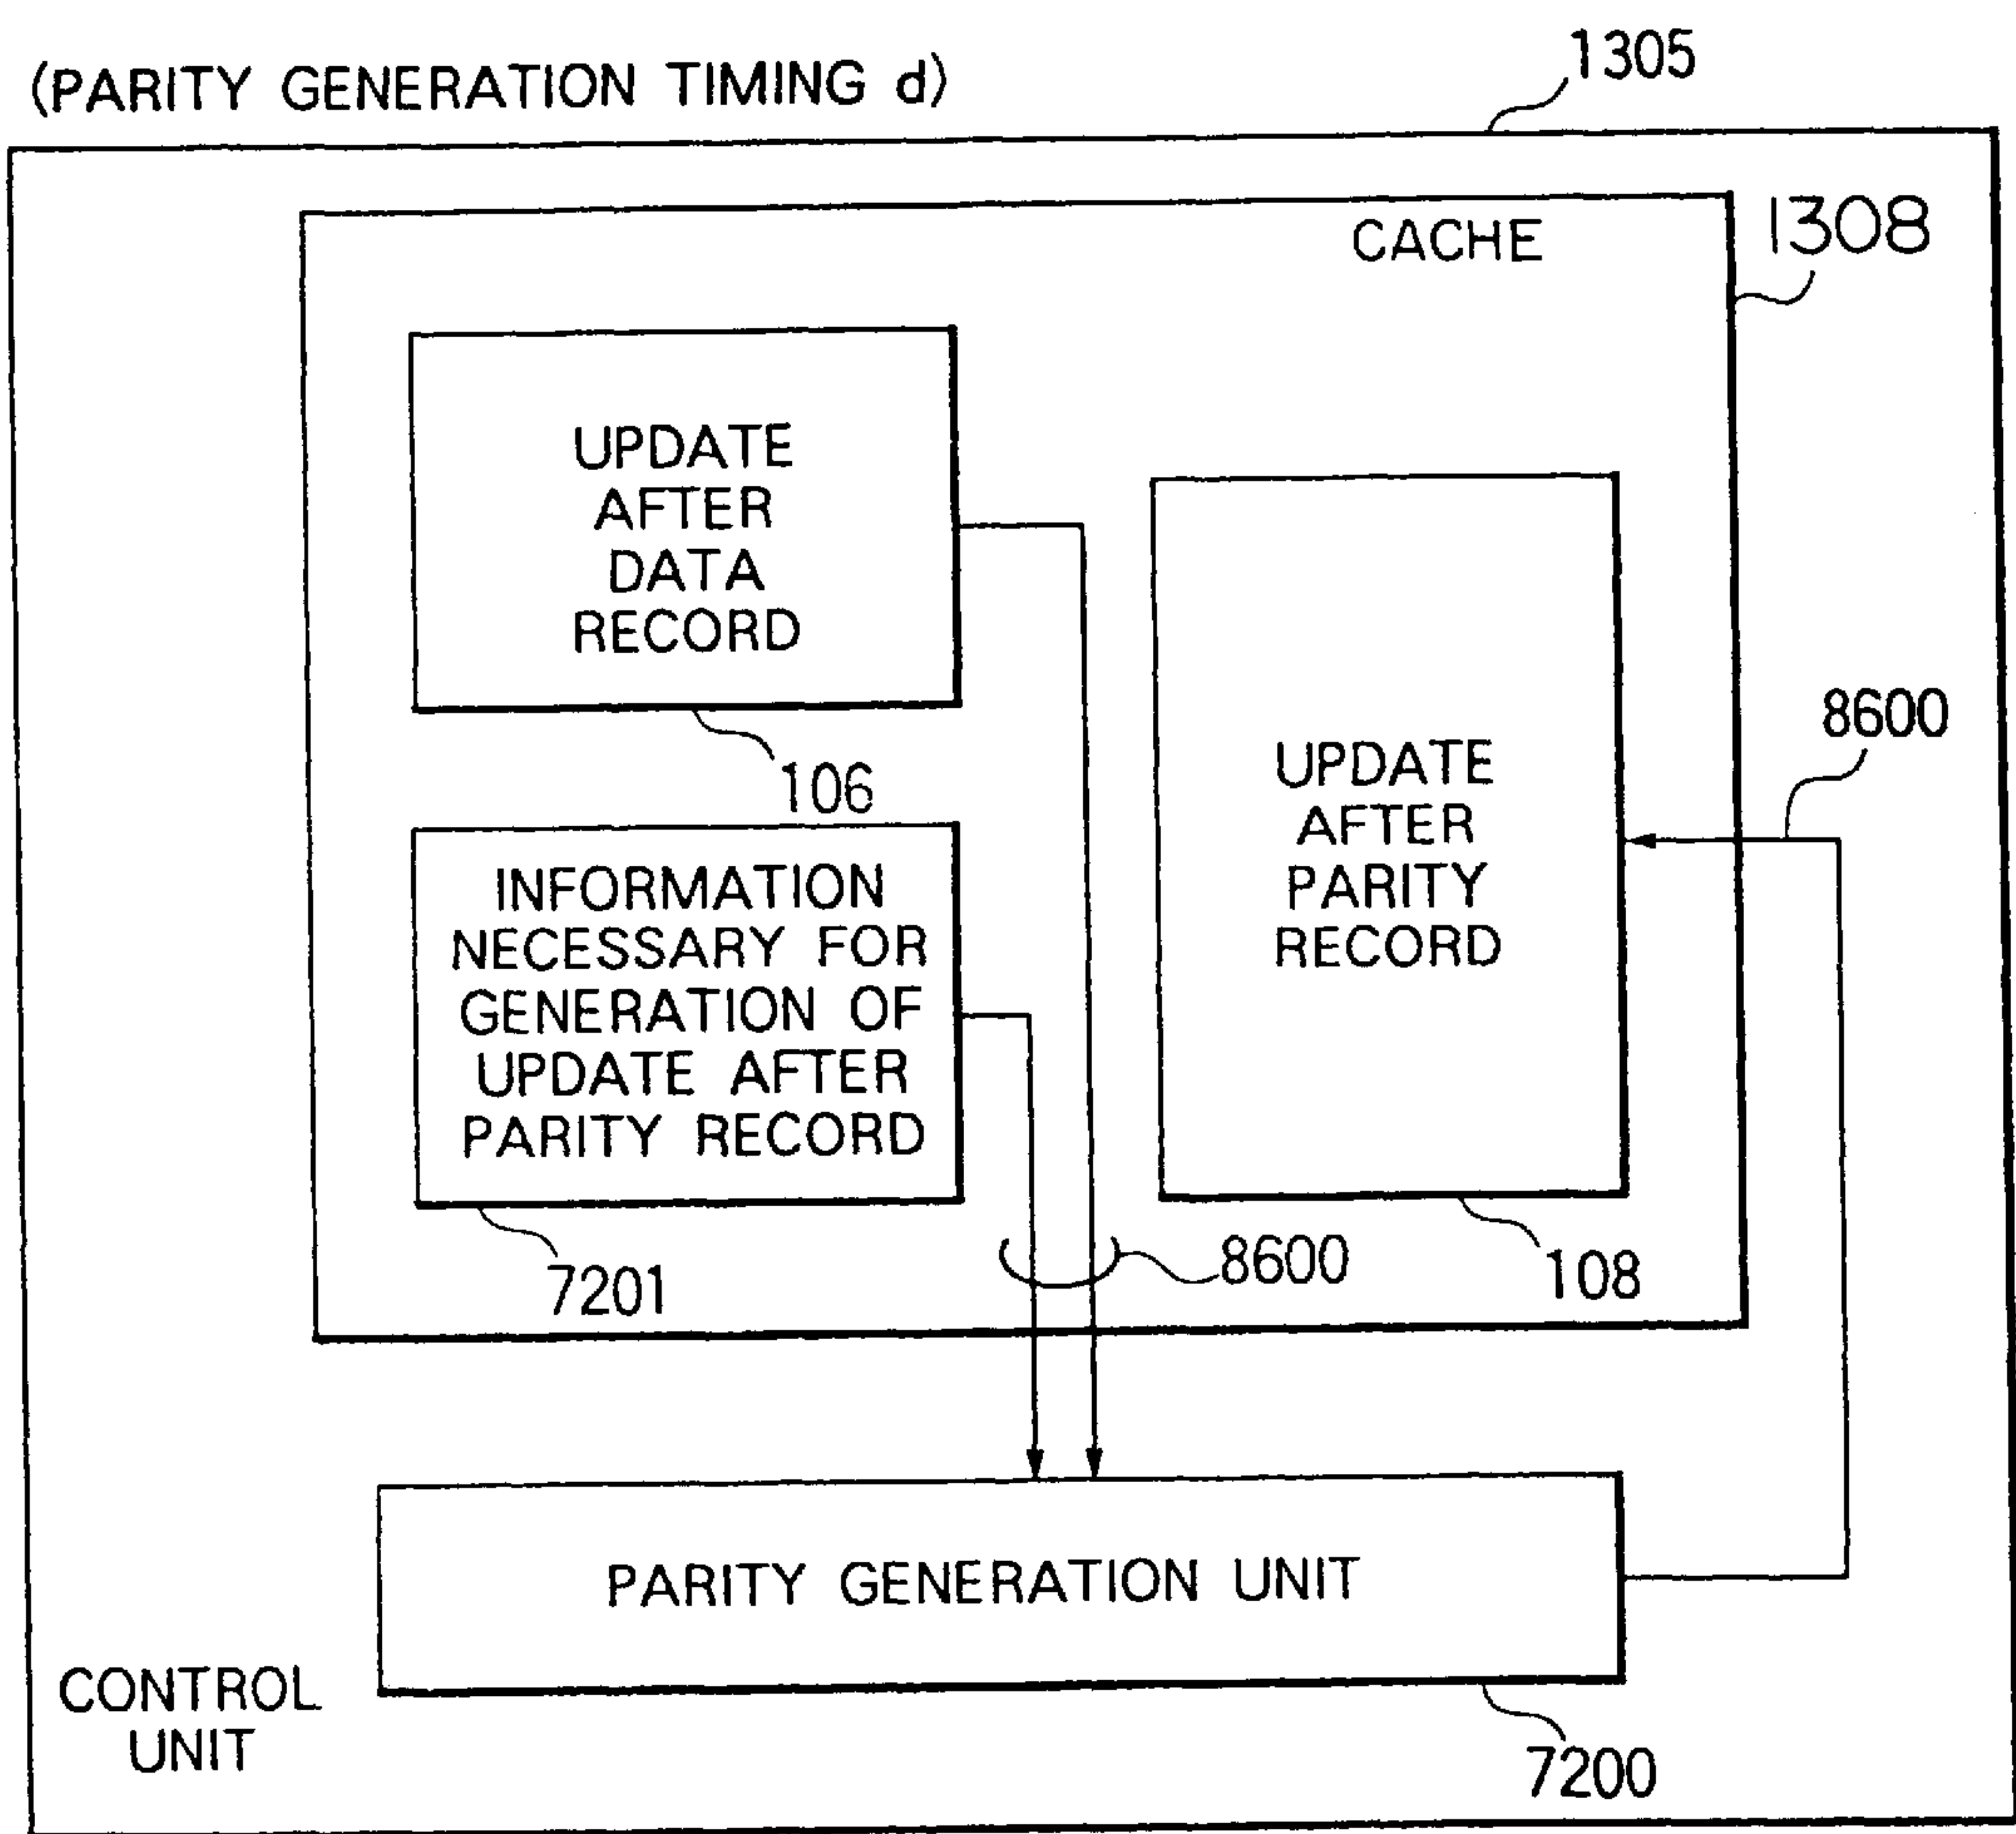 (PARITY GENERATION TIMING d)
1305
CACHE
1308
UPDATE
AFTER
DATA
RECORD
106
UPDATE
AFTER
PARITY
RECORD
8600
INFORMATION
NECESSARY FOR
GENERATION OF
UPDATE AFTER
PARITY RECORD
7201
8600
108
PARITY GENERATION UNIT
CONTROL
UNIT
7200